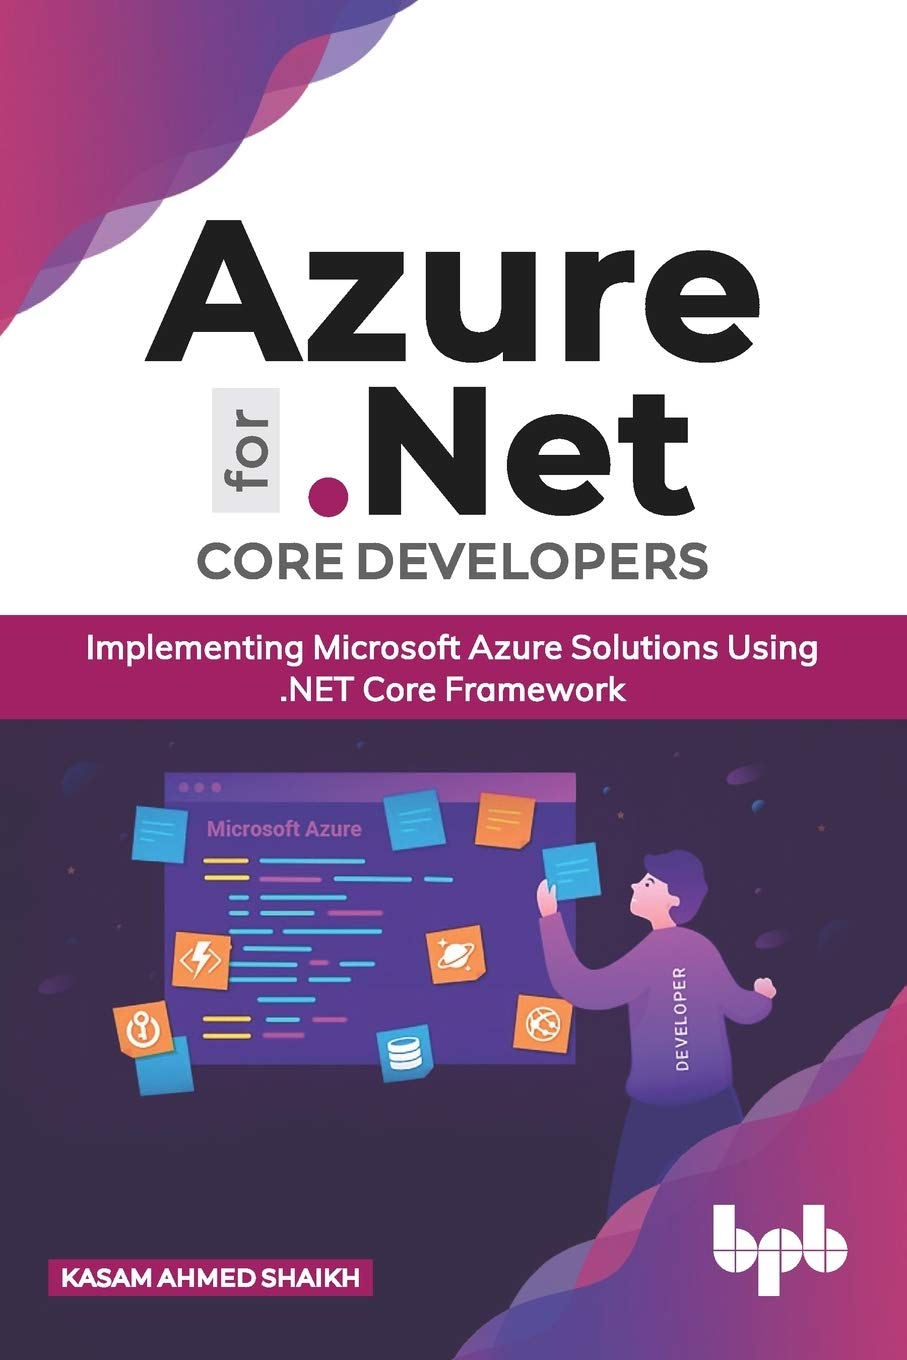 Azure
for .Net
CORE DEVELOPERS
Implementing Microsoft Azure Solutions Using
.NET Core Framework
Microsoft Azure
DEVELOPER
bpb
KASAM AHMED SHAIKH